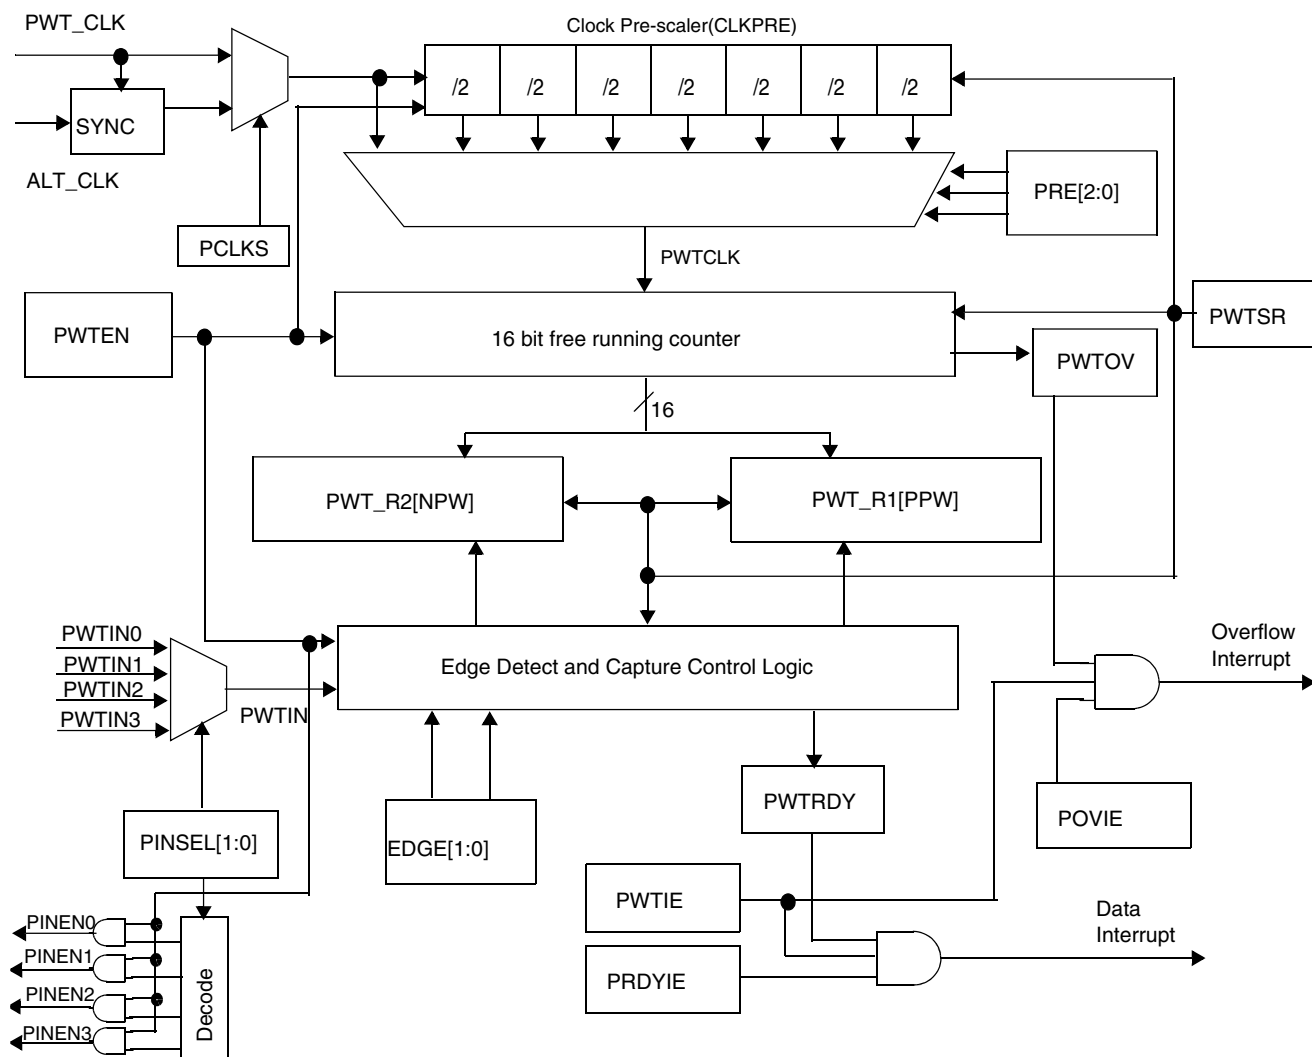 PWT_CLK
Clock Pre-scaler(CLKPRE)
/2 /2 /2 /2 /2 /2 /2
SYNC
ALT_CLK
PRE[2:0]
PCLKS
PWTCLK
PWTEN
16 bit free running counter
PWTSR
PWTOV
16
PWT_R2[NPW]
PWT_R1[PPW]
PWTIN0
PWTIN1
PWTIN2
PWTIN3
PWTIN
Edge Detect and Capture Control Logic
Overflow
Interrupt
PINSEL[1:0]
EDGE[1:0]
PWTRDY
POVIE
PWTIE
PRDYIE
Data
Interrupt
PINEN0
PINEN1
PINEN2
PINEN3
Decode